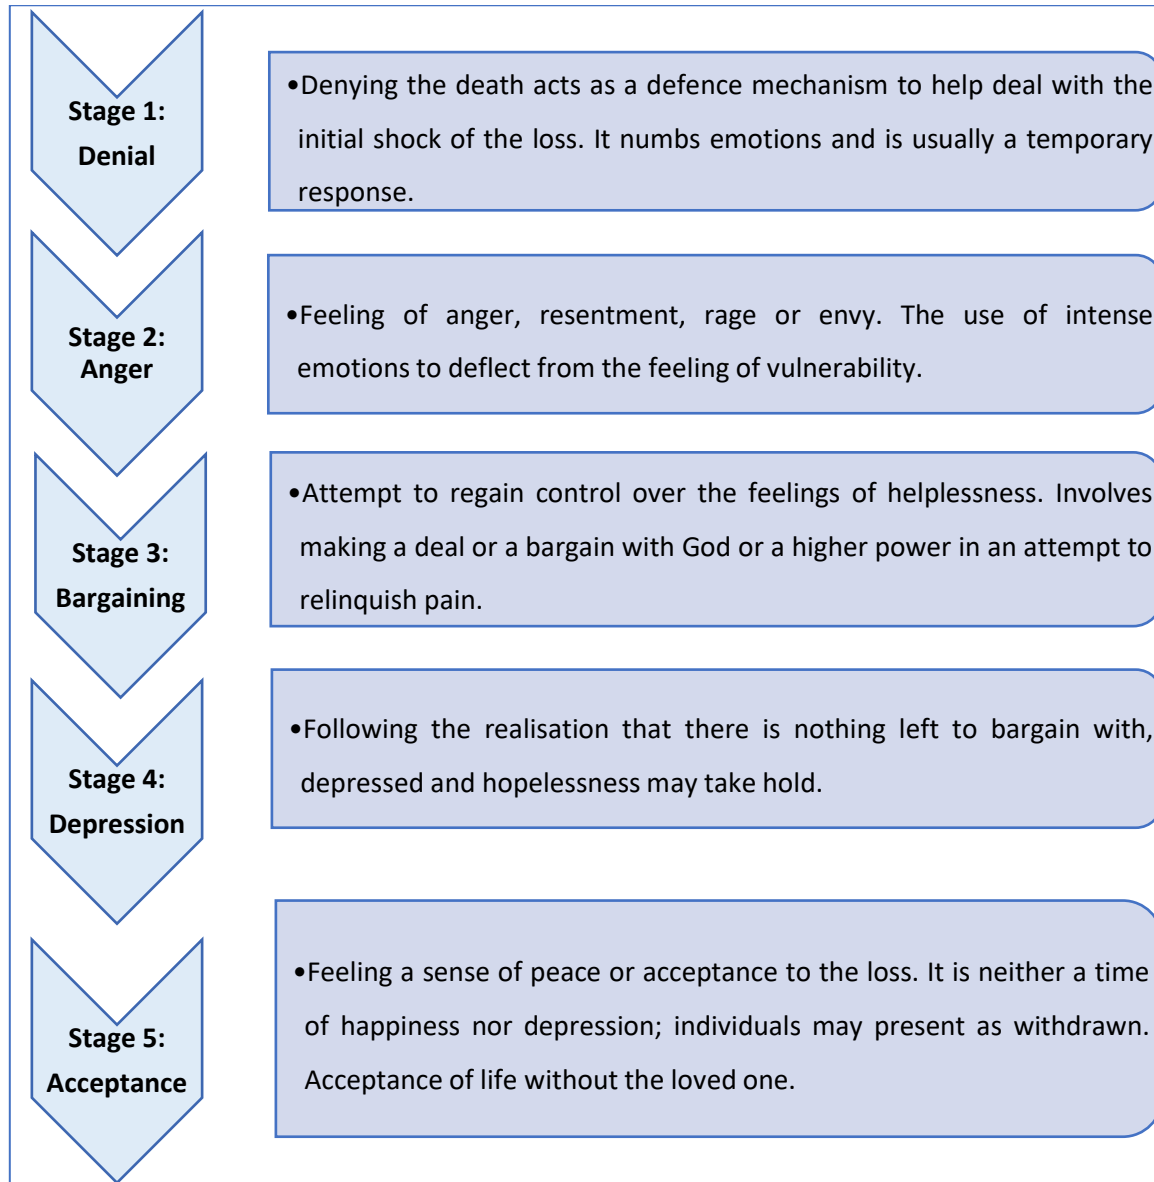 Stage 1:
Denial
•Denying the death acts as a defence mechanism to help deal with the
initial shock of the loss. It numbs emotions and is usually a temporary
response.
Stage 2:
Anger
•Feeling of anger, resentment, rage or envy. The use of intense
emotions to deflect from the feeling of vulnerability.
Stage 3:
Bargaining
•Attempt to regain control over the feelings of helplessness. Involves
making a deal or a bargain with God or a higher power in an attempt to
relinquish pain.
Stage 4:
Depression
•Following the realisation that there is nothing left to bargain with,
depressed and hopelessness may take hold.
Stage 5:
Acceptance
•Feeling a sense of peace or acceptance to the loss. It is neither a time
of happiness nor depression; individuals may present as withdrawn.
Acceptance of life without the loved one.